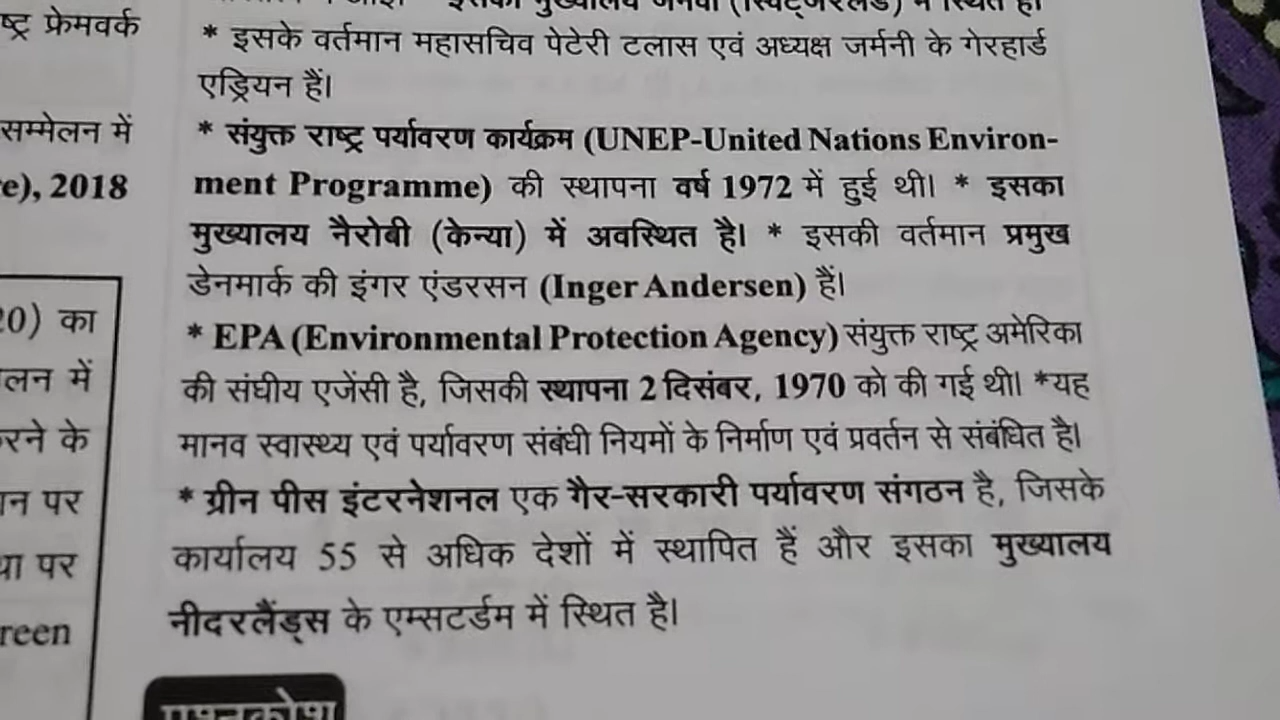 ष्ट्र फ्रेमवर्क
सम्मेलन में
e), 2018
20) का
लन में
रने के
न पर
था पर
reen
इसका मुख्यालय जेनेवा (स्विट्जरलैंड) में स्थित है।
* इसके वर्तमान महासचिव पेटेरी टलास एवं अध्यक्ष जर्मनी के गेरहार्ड
एड्रियन हैं।
* संयुक्त राष्ट्र पर्यावरण कार्यक्रम (UNEP-United Nations Environ-
ment Programme) की स्थापना वर्ष 1972 में हुई थी। * इसका
मुख्यालय नैरोबी (केन्या) में अवस्थित है। * इसकी वर्तमान प्रमुख
डेनमार्क की इंगर एंडरसन (Inger Andersen) हैं।
* EPA (Environmental Protection Agency) संयुक्त राष्ट्र अमेरिका
की संघीय एजेंसी है, जिसकी स्थापना 2 दिसंबर, 1970 को की गई थी। *यह
मानव स्वास्थ्य एवं पर्यावरण संबंधी नियमों के निर्माण एवं प्रवर्तन से संबंधित है।
* ग्रीन पीस इंटरनेशनल एक गैर-सरकारी पर्यावरण संगठन है, जिसके
कार्यालय 55 से अधिक देशों में स्थापित हैं और इसका मुख्यालय
नीदरलैंड्स के एम्सटर्डम में स्थित है।